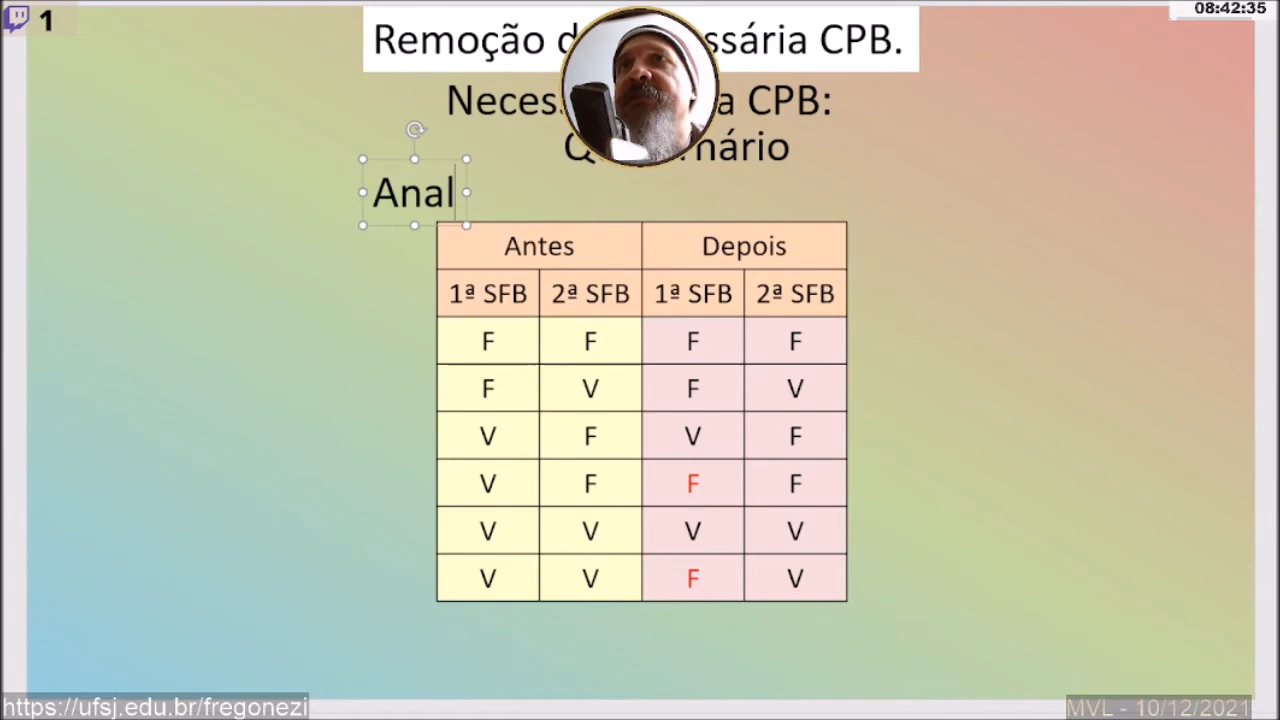 1
08:42:35
Remoção ssária CPB.
Neces a CPB:
nário
Anal
Antes Depois
1ª SFB 2ª SFB 1ª SFB 2ª SFB
F F F F
F V F V
V F V F
V F F F
V V V V
V V F V
https://ufsj.edu.br/fregonezi
MVL - 10/12/2021